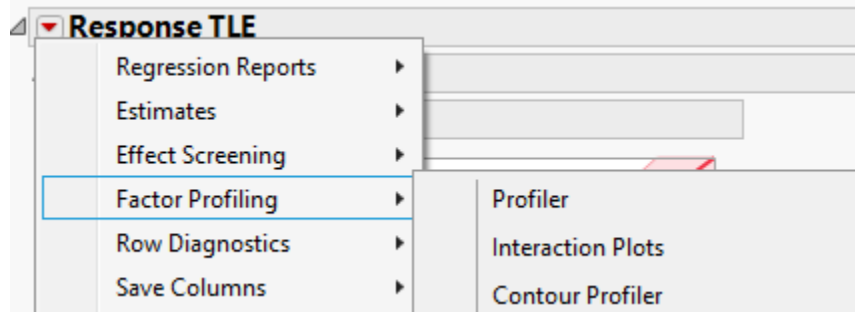 Response TLE
Regression Reports
Estimates
Effect Screening
Factor Profiling
Row Diagnostics
Save Columns
Profiler
Interaction Plots
Contour Profiler